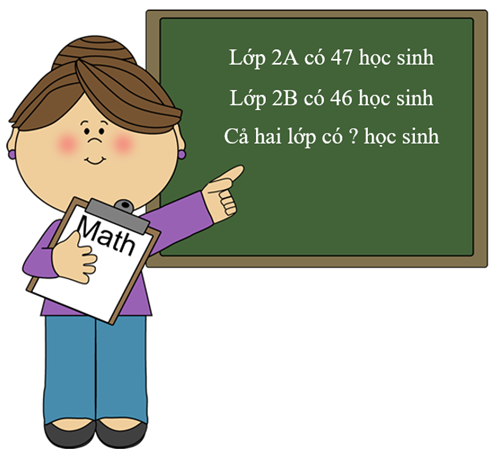 Lớp 2A có 47 học sinh
Lớp 2B có 46 học sinh
Cả hai lớp có ? học sinh
Math